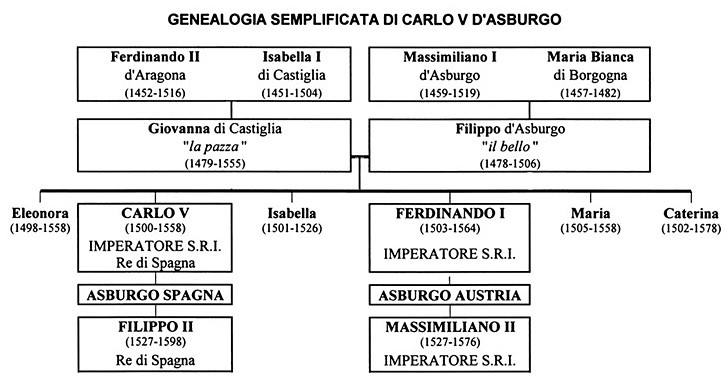 GENEALOGIA SEMPLIFICATA DI CARLO V D'ASBURGO
Ferdinando II
d'Aragona
(1452-1516)
Isabella I
di Castiglia
(1451-1504)
Massimiliano I
d'Asburgo
(1459-1519)
Maria Bianca
di Borgogna
(1457-1482)
Giovanna di Castiglia
"la pazza"
(1479-1555)
Filippo d'Asburgo
"il bello"
(1478-1506)
Eleonora
(1498-1558)
CARLO V
(1500-1558)
IMPERATORE S.R.I.
Re di Spagna
Isabella
(1501-1526)
FERDINANDO I
(1503-1564)
IMPERATORE S.R.I.
Maria
(1505-1558)
Caterina
(1502-1578)
ASBURGO SPAGNA
ASBURGO AUSTRIA
FILIPPO II
(1527-1598)
Re di Spagna
MASSIMILIANO II
(1527-1576)
IMPERATORE S.R.I.